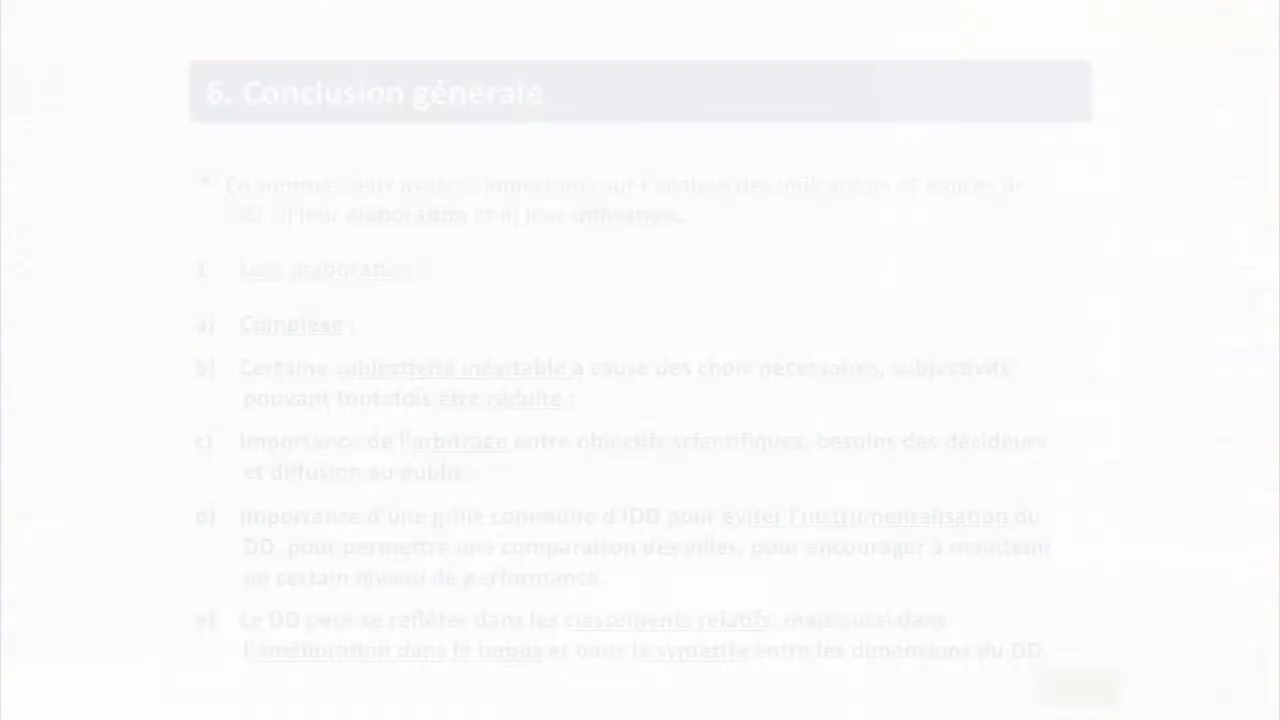 6. Conclusion génerale
En somme, deux aspects importants sur l'analyse des indicateurs et indices de
DD : i) leur élaboration et ii) leur utilisation.
1 Leur élaboration
a) Complexe :
b) Certaine subjectivité inévitable à cause des choix nécessaires, subjectivité
pouvant toutefois être réduite ;
c) Importance de l'arbitrage entre objectifs scientifiques, besoins des décideurs
et diffusion au public
d) Importance d'une grille commune d'IDD pour éviter l'instrumentalisation du
DD, pour permettre une comparaison des villes, pour encourager à maintenir
un certain niveau de performance.
e) Le DD peut se refléter dans les classements relatifs, mais aussi dans
l'amélioration dans le temps et dans la symétrie entre les dimensions du DD.